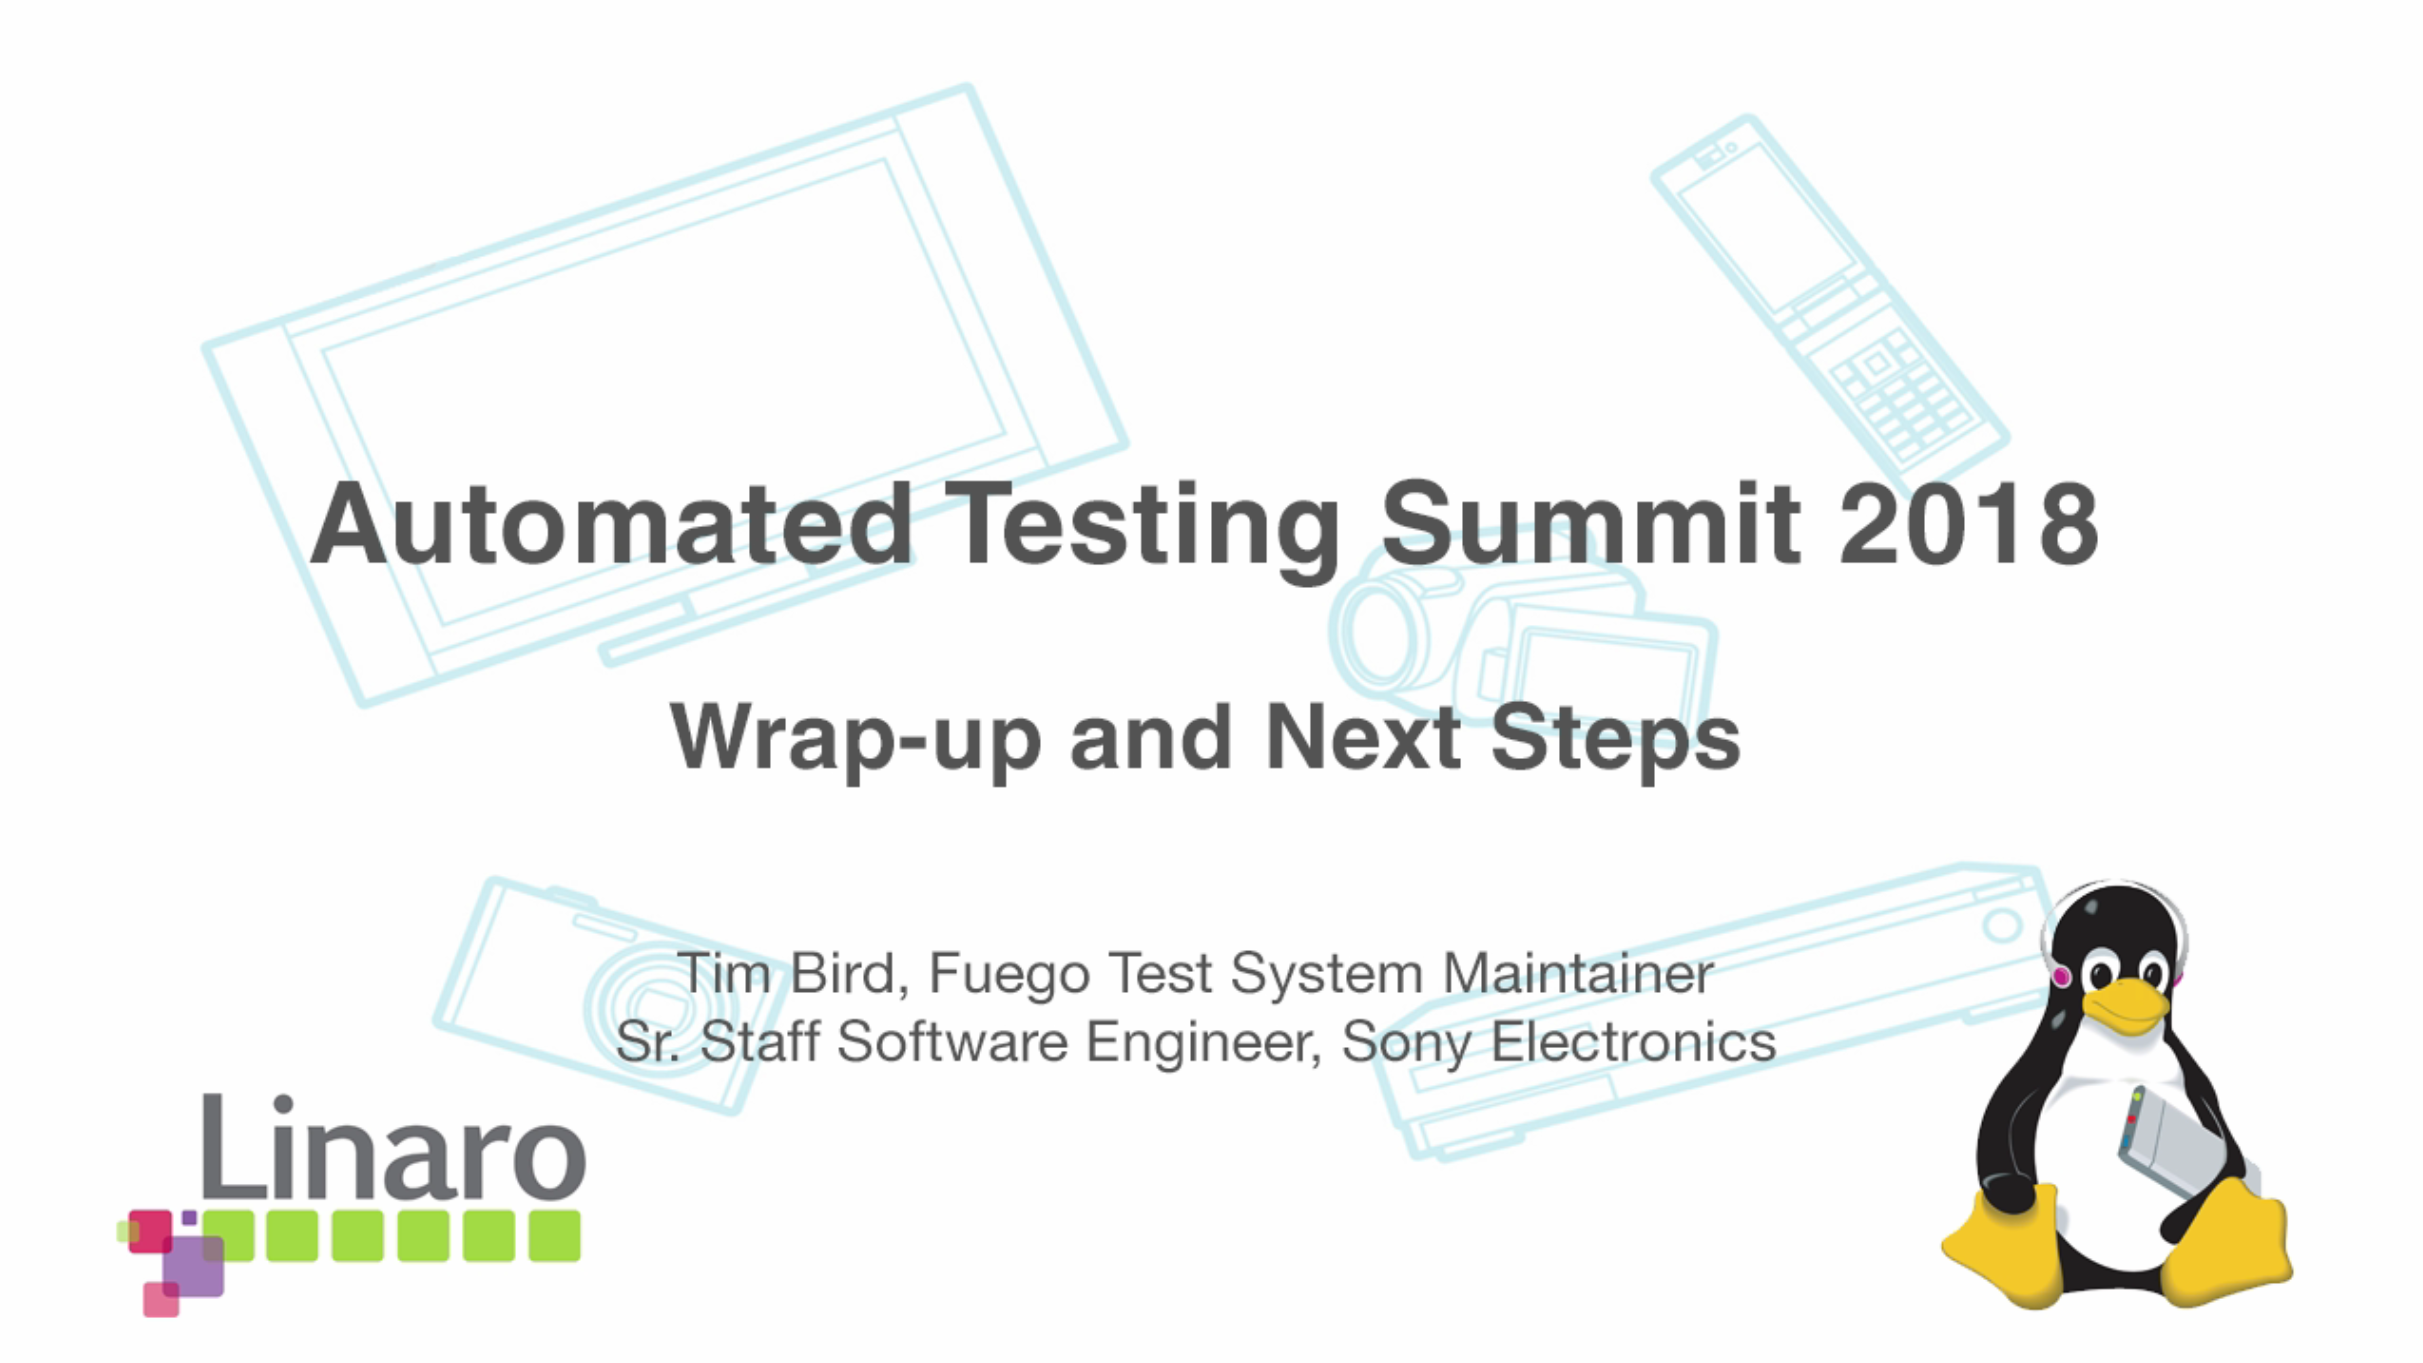 Automated Testing Summit 2018
Wrap-up and Next Steps
Tim Bird, Fuego Test System Maintainer
Sr. Staff Software Engineer, Sony Electronics
Linaro